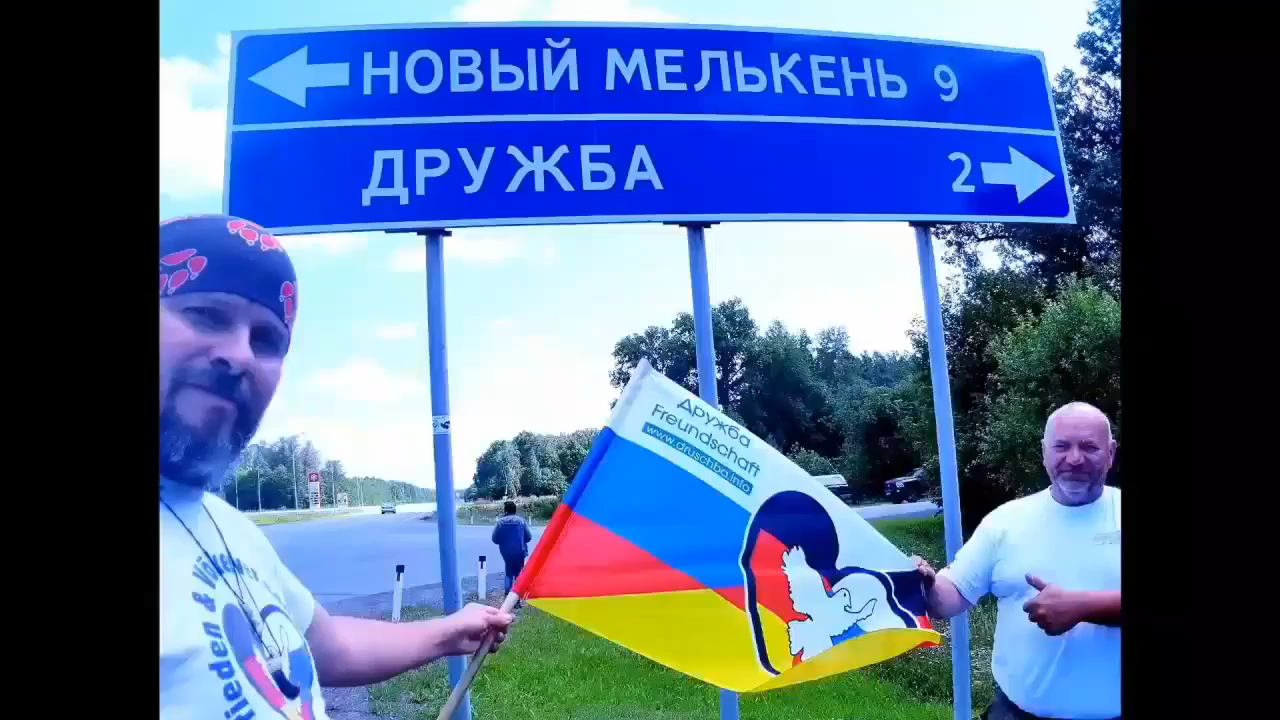 НОВЫЙ МЕЛЬКЕНЬ 9
ДРУЖБА 2
Дружба
Freundschaft
www.druschba.info